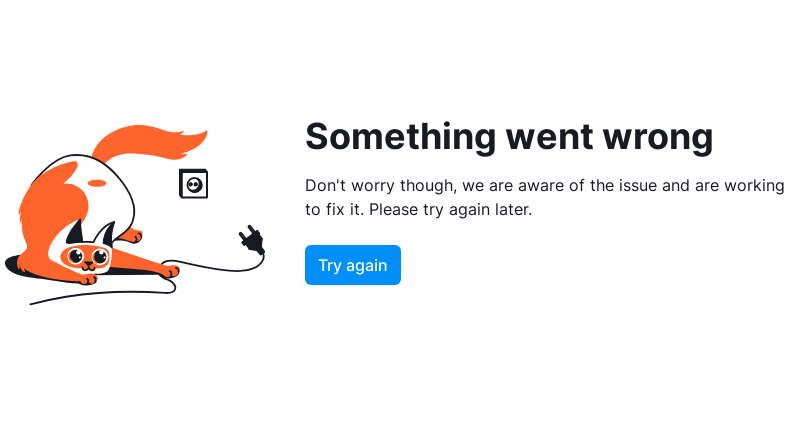 Something went wrong
Don't worry though, we are aware of the issue and are working
to fix it. Please try again later.
Try again